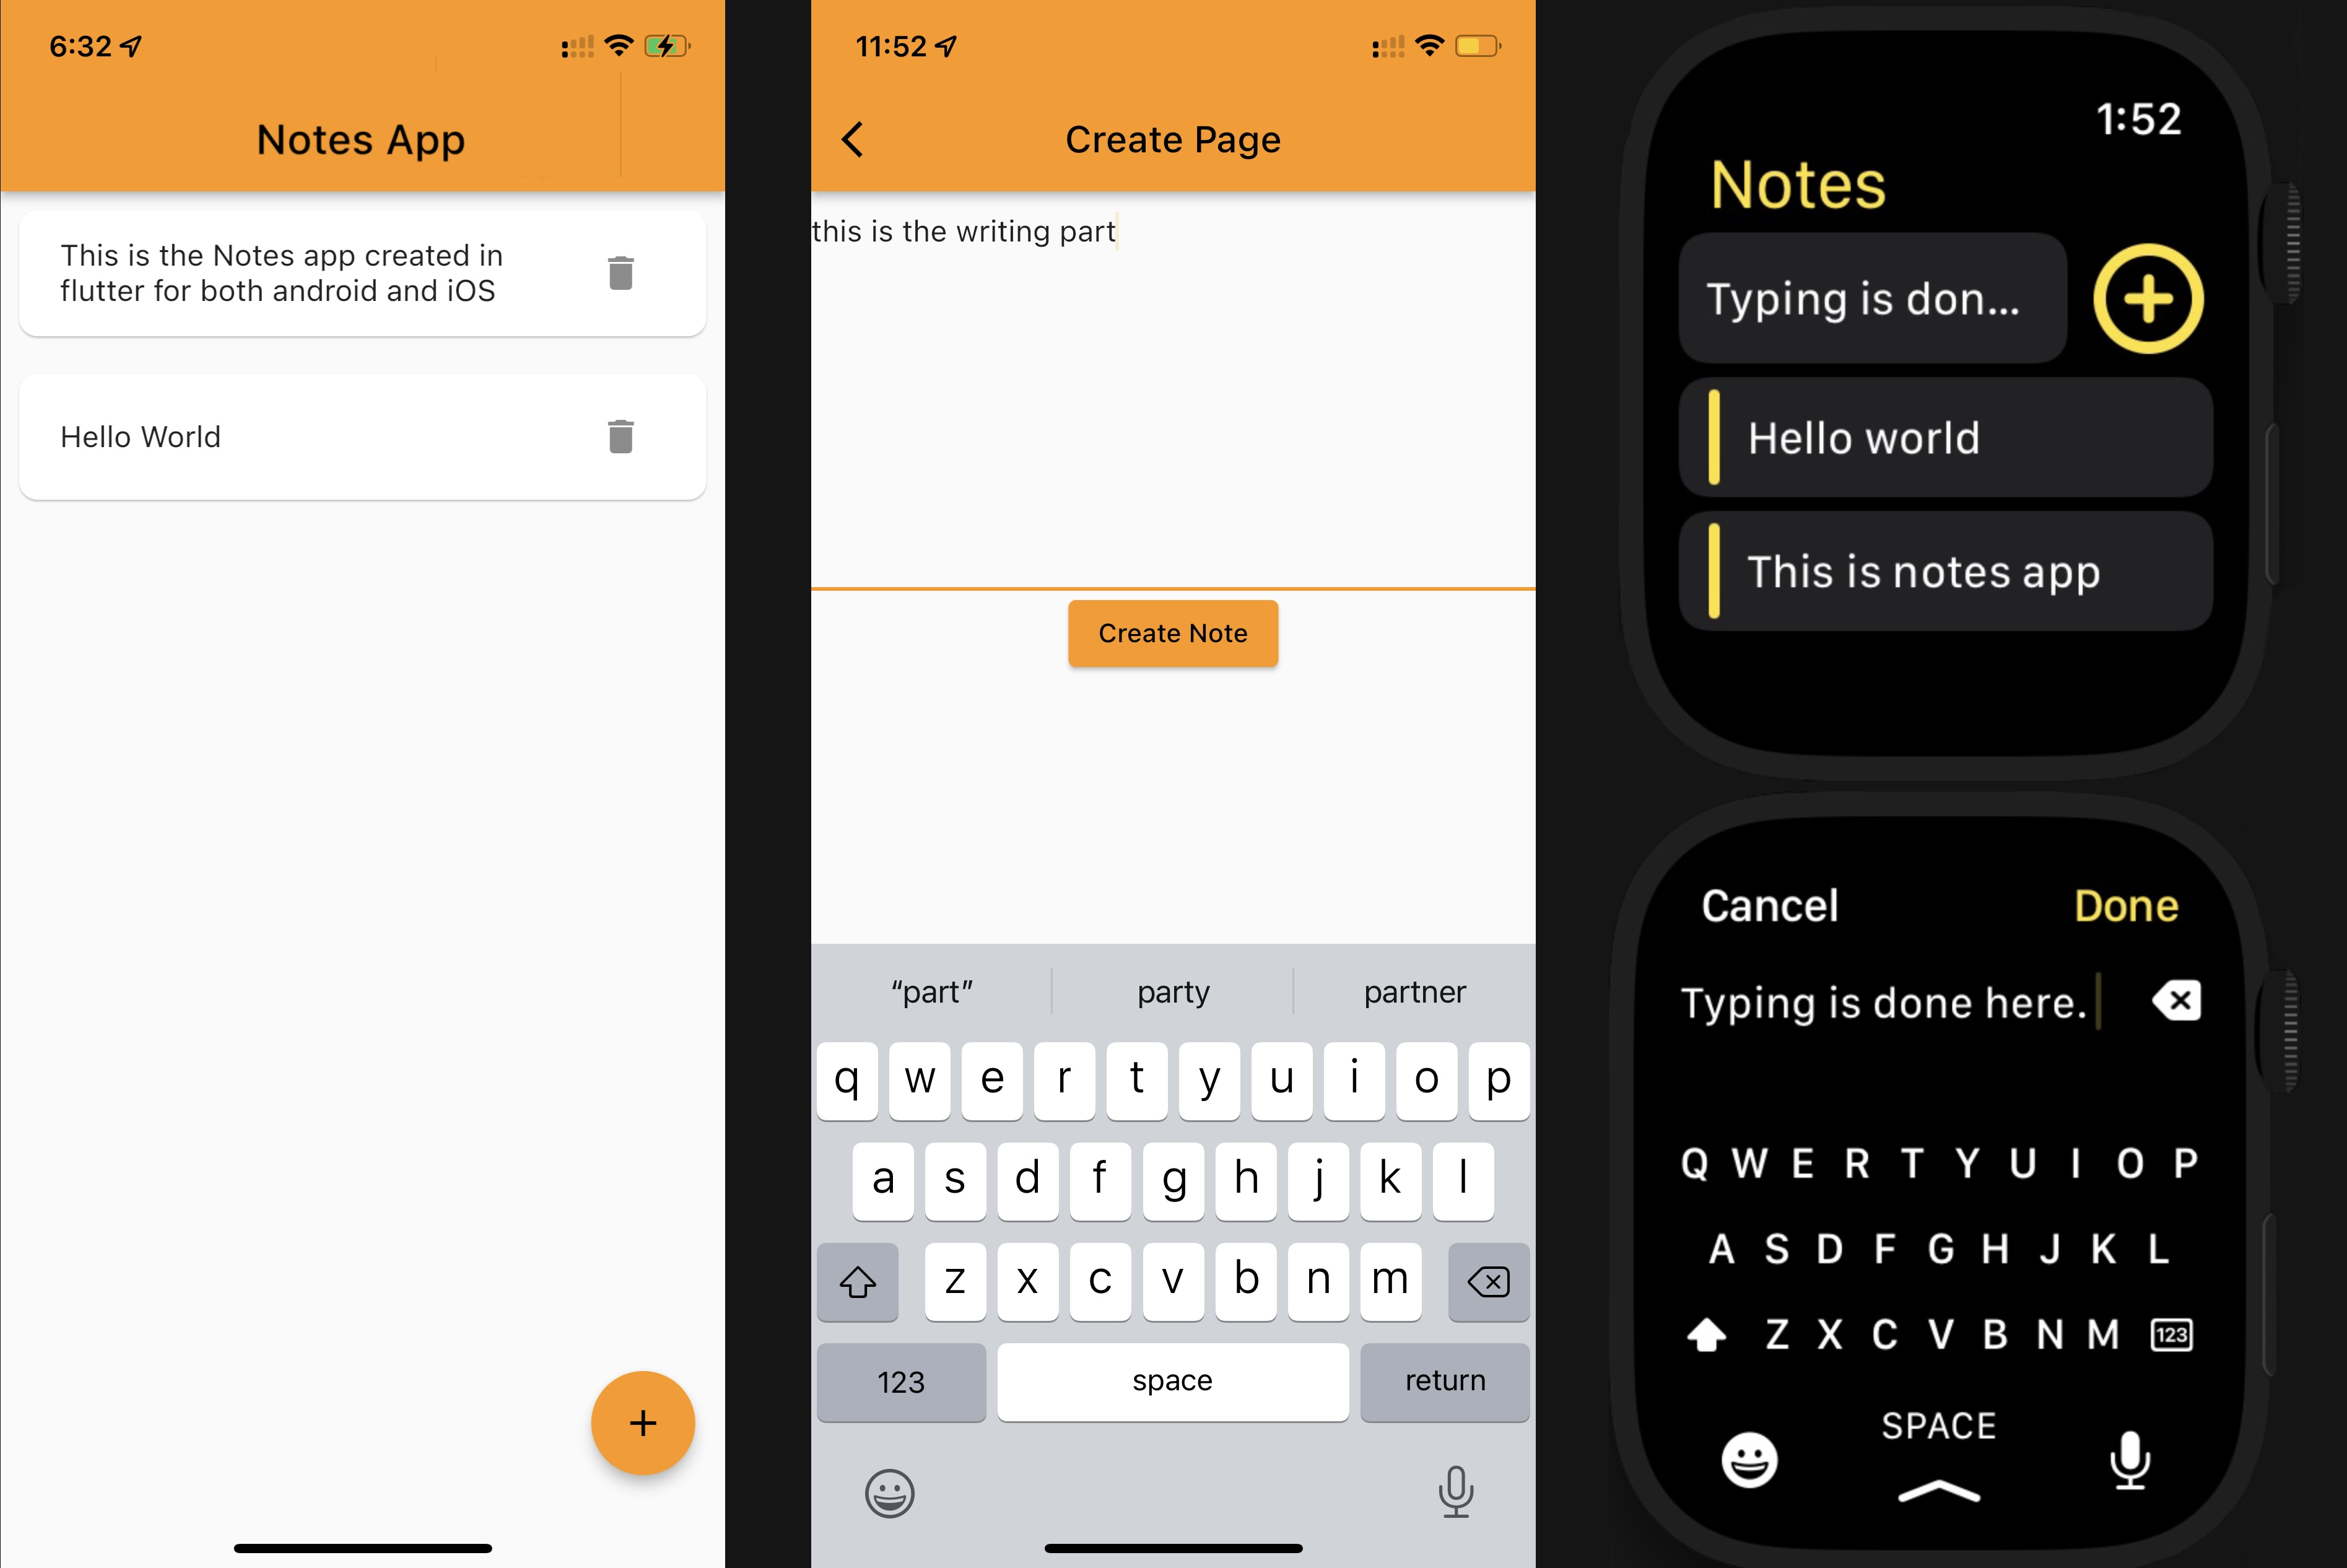 6:32
Notes App
This is the Notes app created in
flutter for both android and iOS
Hello World
+
11:52
Create Page
this is the writing part
Create Note
“part” party partner
q w e r t y u i o p
a s d f g h j k l
z x c v b n m
123 space return
1:52
Notes
Typing is don...
Hello world
This is notes app
Cancel Done
Typing is done here.
Q W E R T Y U I O P
A S D F G H J K L
Z X C V B N M 123
SPACE